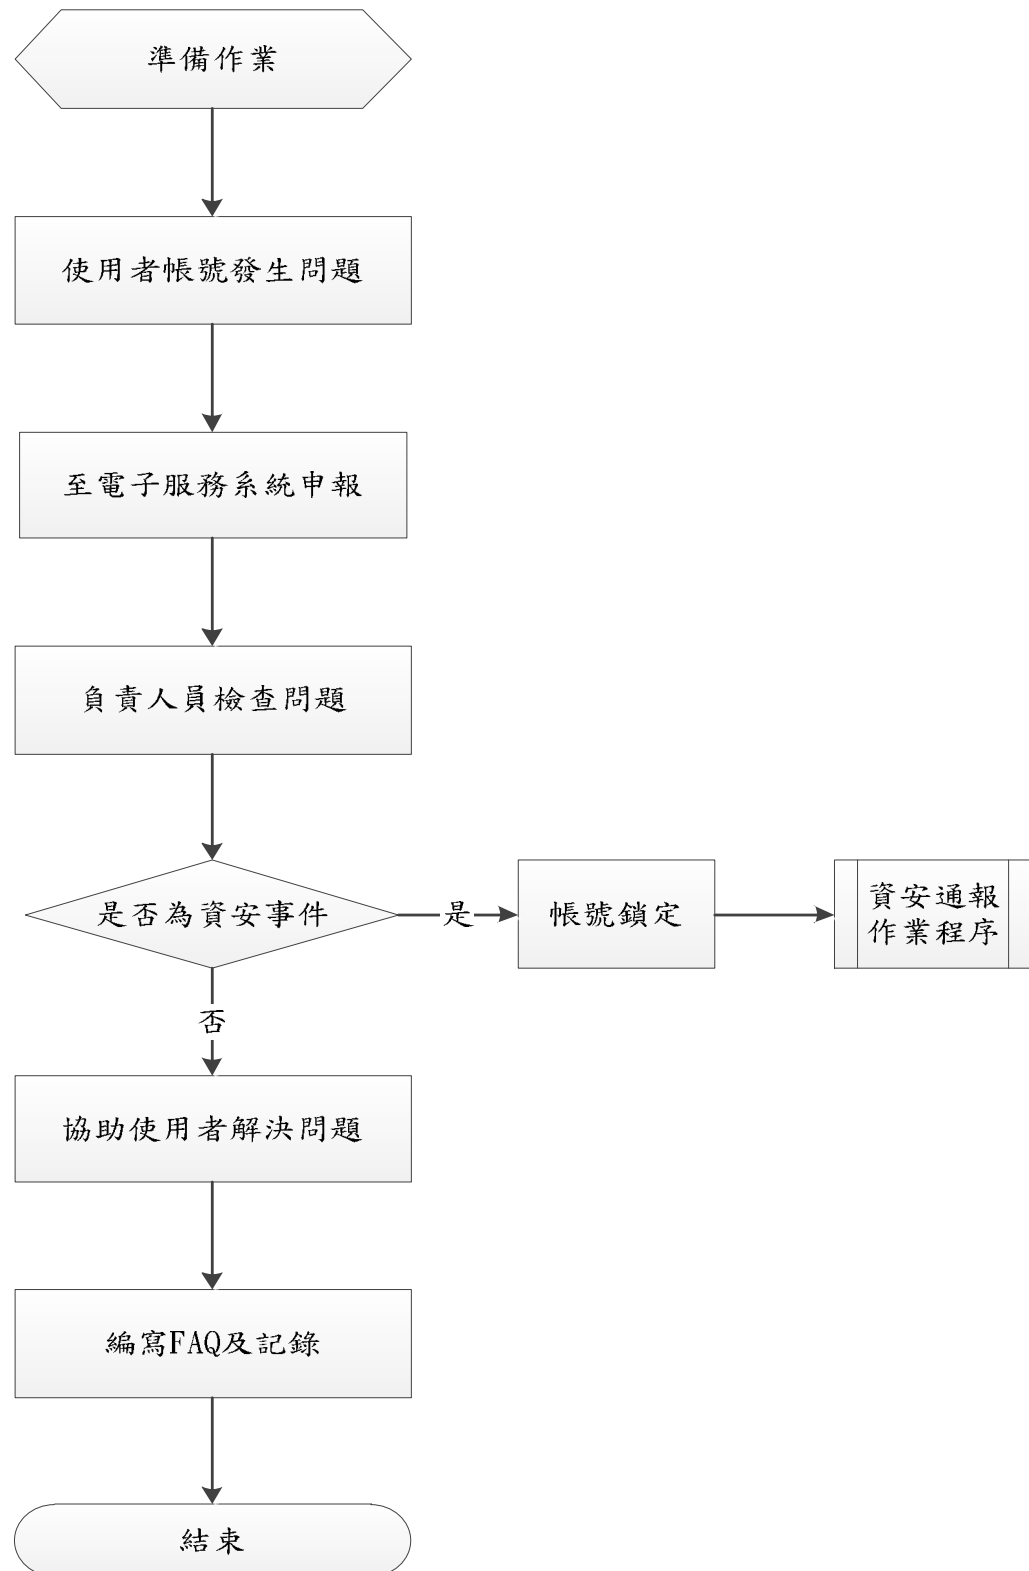 準備作業
使用者帳號發生問題
至電子服務系統申報
負責人員檢查問題
是否為資安事件
是
帳號鎖定
資安通報
作業程序
否
協助使用者解決問題
編寫FAQ及記錄
結束